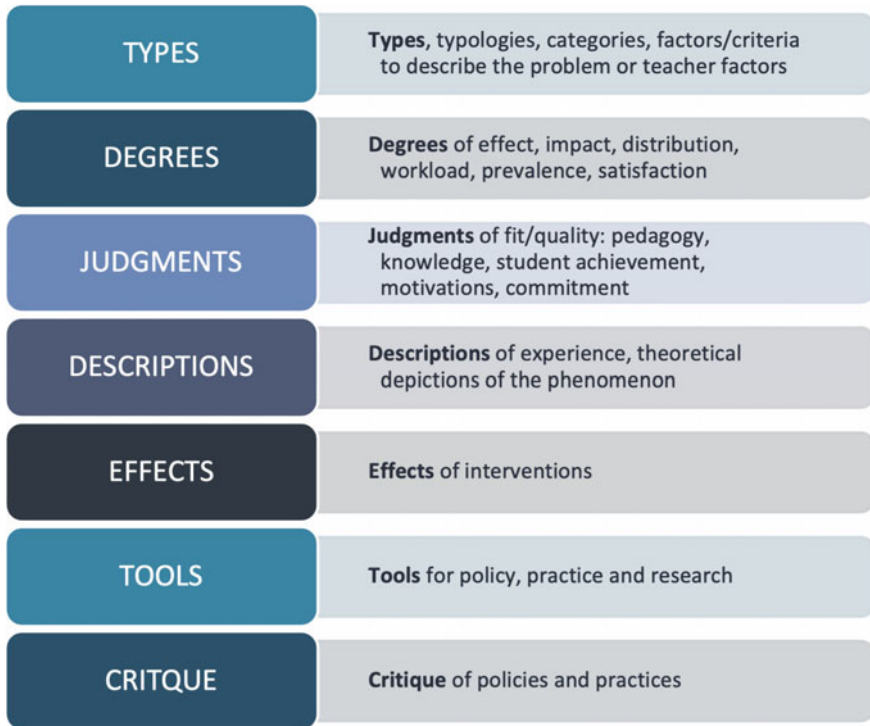 TYPES
Types, typologies, categories, factors/criteria
to describe the problem or teacher factors
DEGREES
Degrees of effect, impact, distribution,
workload, prevalence, satisfaction
JUDGMENTS
Judgments of fit/quality: pedagogy,
knowledge, student achievement,
motivations, commitment
DESCRIPTIONS
Descriptions of experience, theoretical
depictions of the phenomenon
EFFECTS
Effects of interventions
TOOLS
Tools for policy, practice and research
CRITQUE
Critique of policies and practices